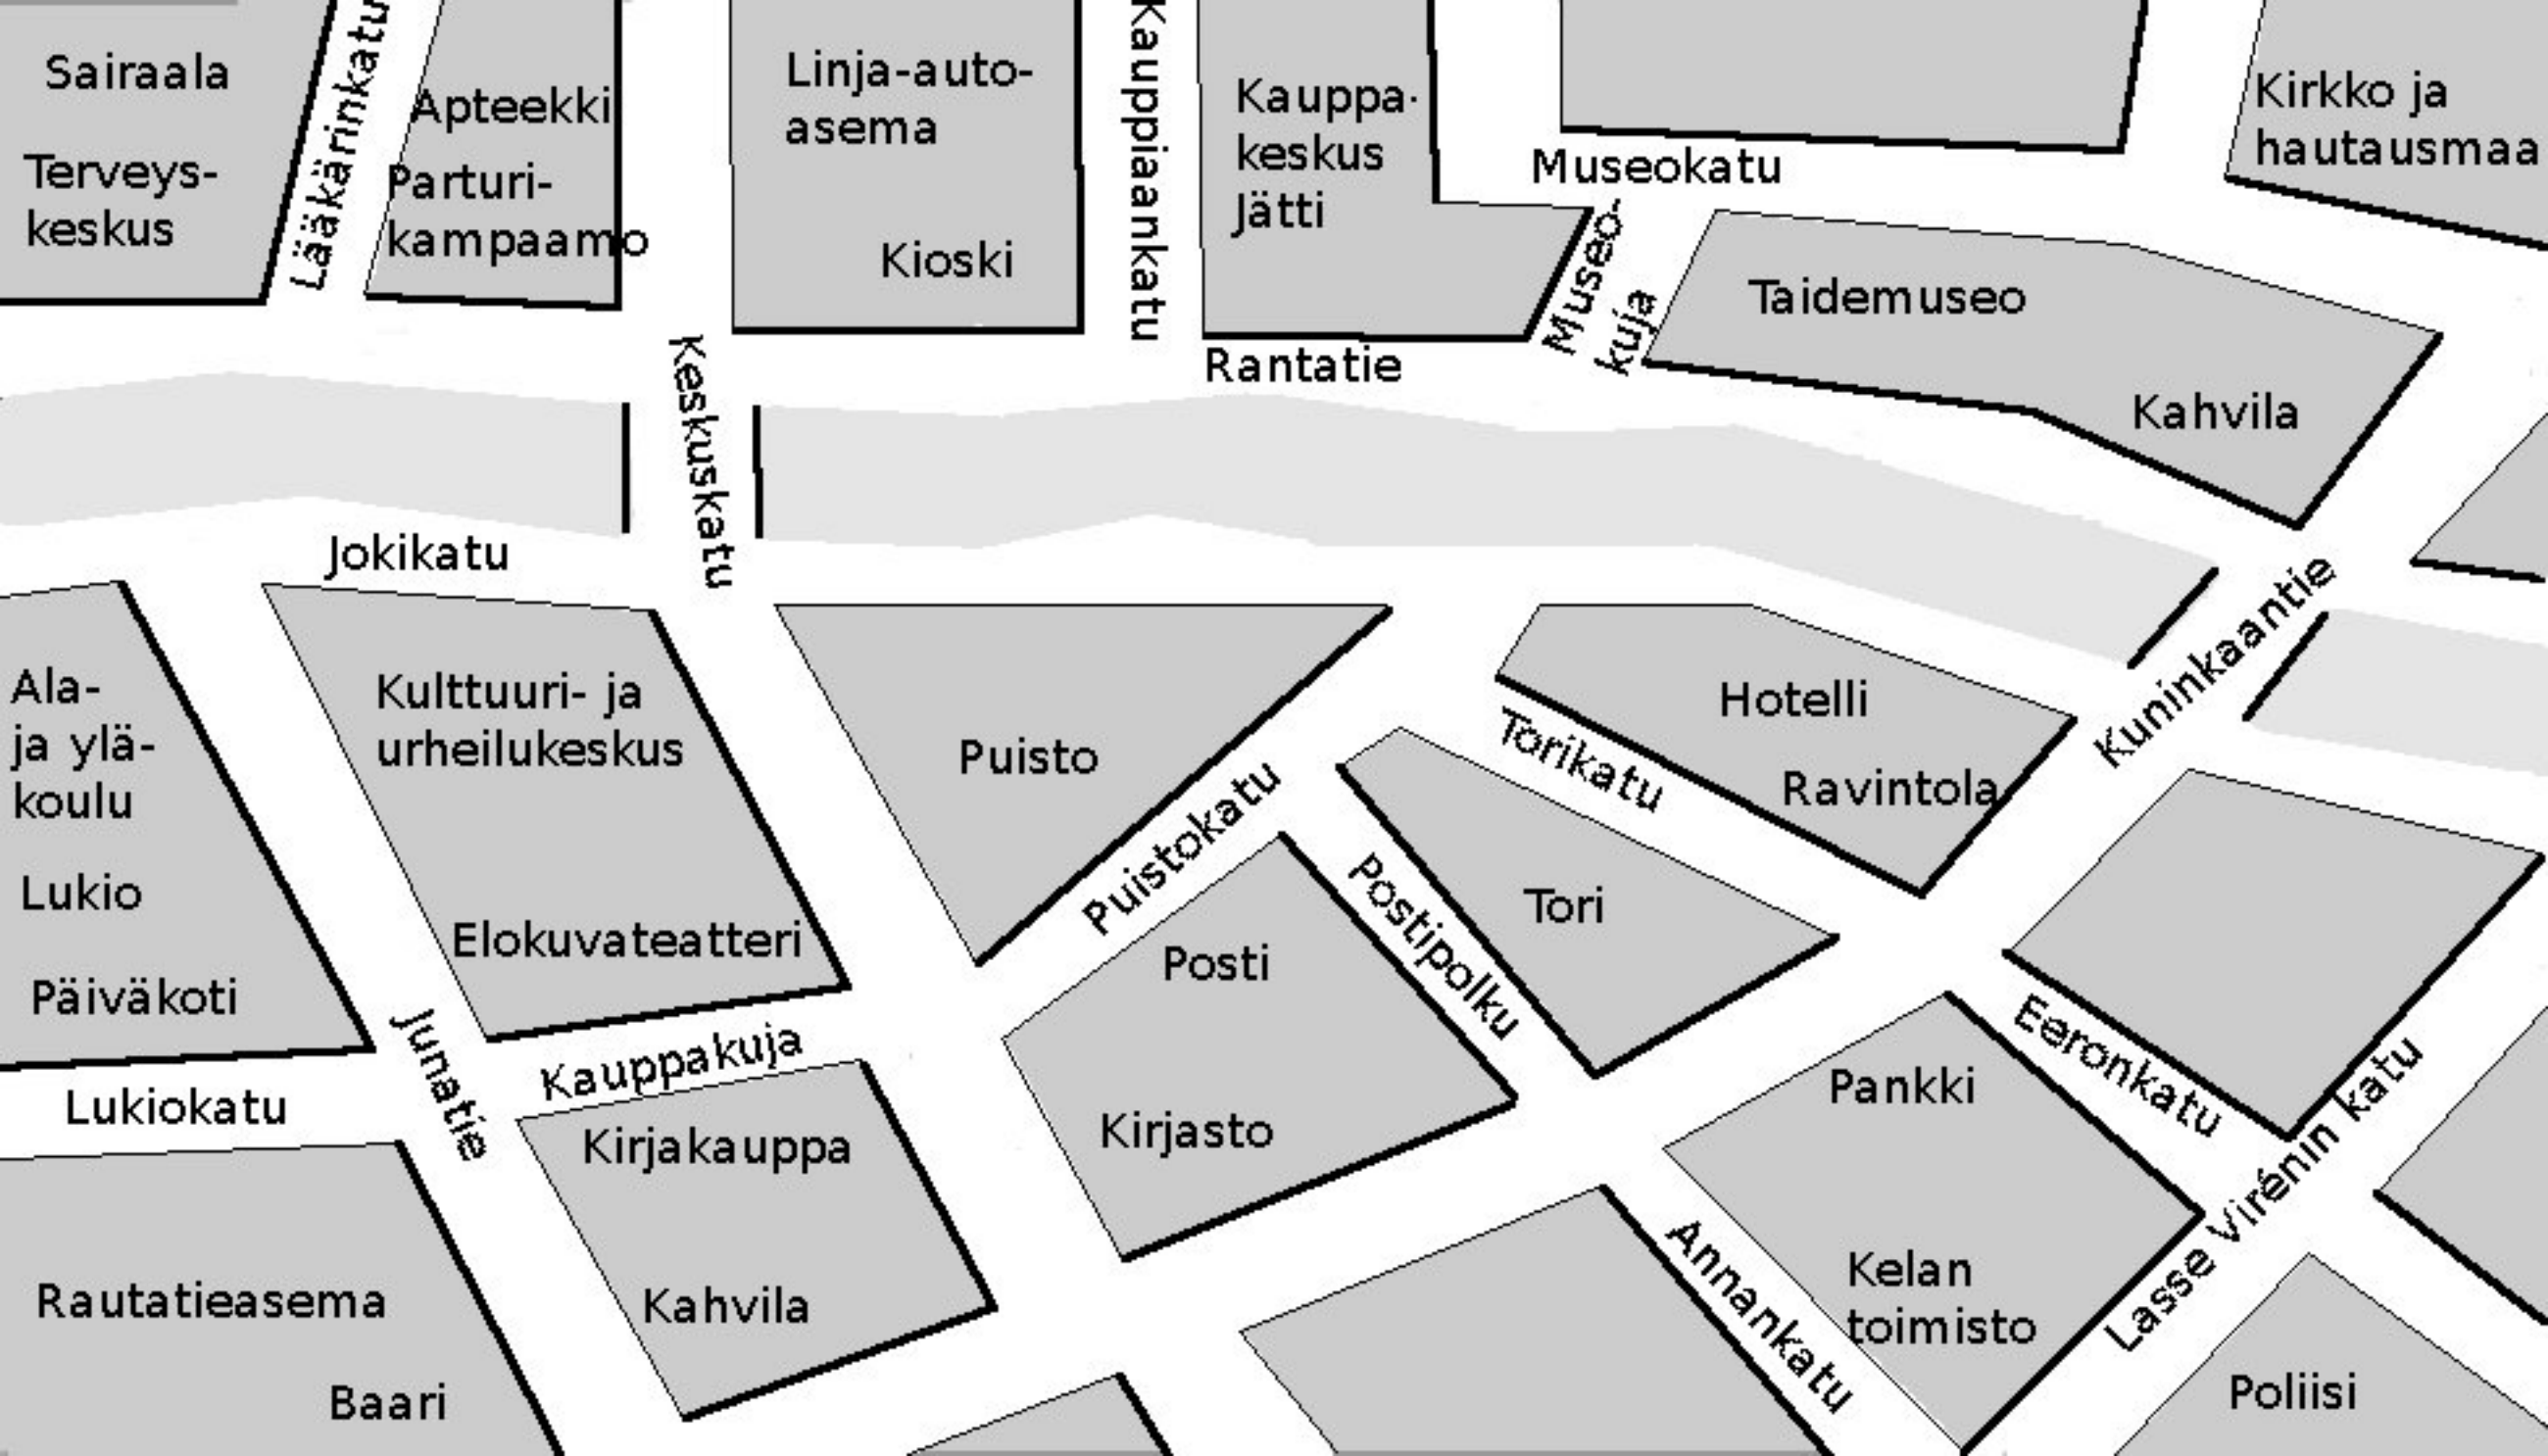 Sairaala
Terveys-
keskus
Lääkärinkatu
Apteekki
Parturi-
kampaamo
Linja-auto-
asema
Kioski
Kauppiaankatu
Kauppa-
keskus
Jätti
Museokatu
Museo-
kuja
Kirkko ja
hautausmaa
Taidemuseo
Kahvila
Rantatie
Keskuskatu
Jokikatu
Kuninkaantie
Ala-
ja ylä-
koulu
Lukio
Päiväkoti
Kulttuuri- ja
urheilukeskus
Elokuvateatteri
Puisto
Puistokatu
Torikatu
Hotelli
Ravintola
Tori
Postipolku
Posti
Kirjasto
Junatie
Kauppakuja
Lukiokatu
Kirjakauppa
Kahvila
Rautatieasema
Baari
Pankki
Kelan
toimisto
Eeronkatu
Annankatu
Lasse Virénin katu
Poliisi